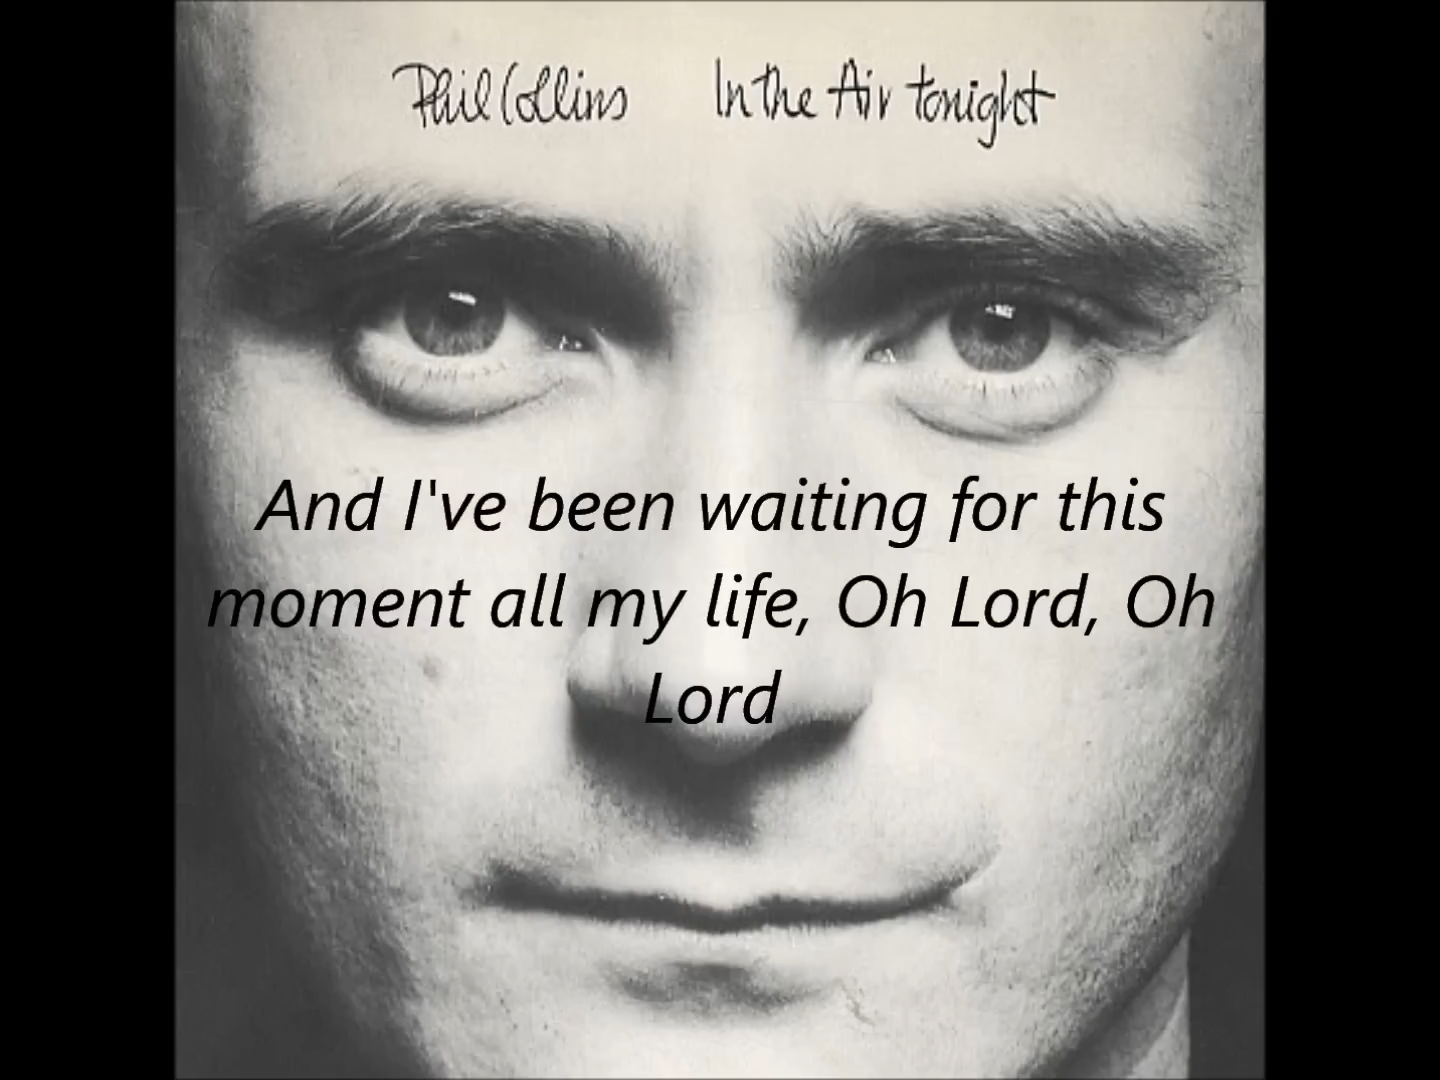 Phil Collins In the Air tonight
And I've been waiting for this
moment all my life, Oh Lord, Oh
Lord